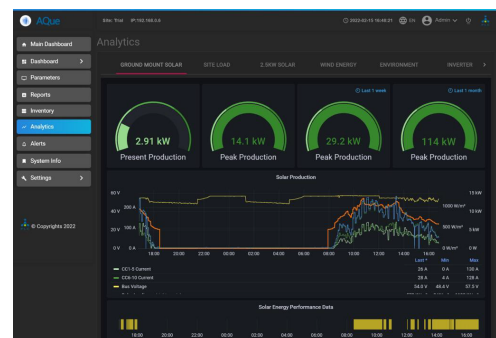 AQue
Site: Trial IP:192.168.0.6
2022-02-15 16:48:21 EN Admin
Main Dashboard
Dashboard
Parameters
Reports
Inventory
Analytics
Alerts
System Info
Settings
© Copyrights 2022
Analytics
GROUND MOUNT SOLAR SITE LOAD 2.5KW SOLAR WIND ENERGY ENVIRONMENT INVERTER
Last 1 week Last 1 month
2.91 kW 14.1 kW 29.2 kW 114 kW
Present Production Peak Production Peak Production Peak Production
Solar Production
60 V 15 kW
200 A 1000 W/m²
40 V 10 kW
20 V 100 A 500 W/m² 5 kW
0 V 0 A 0 W/m² 0 W
18:00 20:00 22:00 00:00 02:00 04:00 06:00 08:00 10:00 12:00 14:00 16:00
Last * Min Max
CC1-5 Current 26 A 0 A 130 A
CC6-10 Current 28 A 4 A 128 A
Bus Voltage 54.0 V 48.4 V 57.5 V
Solar Energy Performance Data
18:00 20:00 22:00 00:00 02:00 04:00 06:00 08:00 10:00 12:00 14:00 16:00